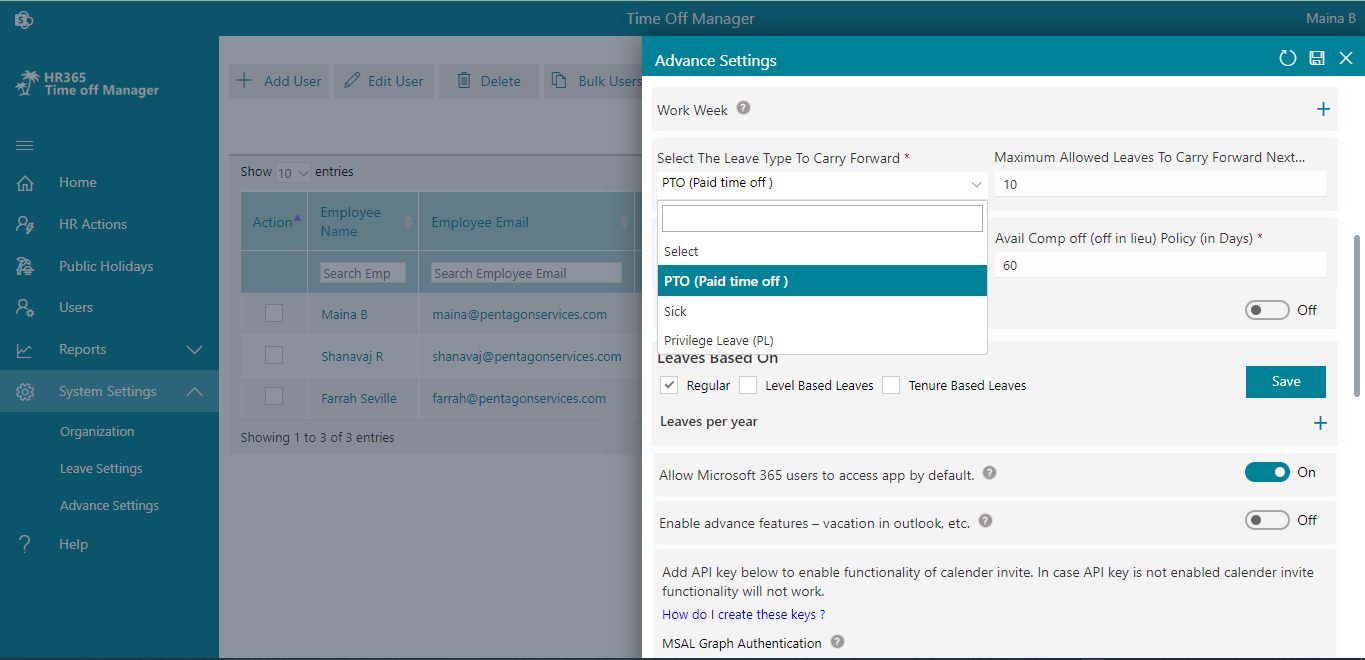 Time Off Manager
Maina B
HR365
Time off Manager
Home
HR Actions
Public Holidays
Users
Reports
System Settings
Organization
Leave Settings
Advance Settings
? Help
Add User
Edit User
Delete
Bulk Users
Show 10 entries
Action
Employee
Name
Employee Email
Search Emp
Search Employee Email
Maina B maina@pentagonservices.com
Shanavaj R shanavaj@pentagonservices.com
Farrah Seville farrah@pentagonservices.com
Showing 1 to 3 of 3 entries
Advance Settings
Work Week ?
Select The Leave Type To Carry Forward *
PTO (Paid time off )
Select
PTO (Paid time off )
Sick
Privilege Leave (PL)
Maximum Allowed Leaves To Carry Forward Next...
10
Avail Comp off (off in lieu) Policy (in Days) *
60
Off
Leaves Based On
Regular Level Based Leaves Tenure Based Leaves
Save
Leaves per year
Allow Microsoft 365 users to access app by default. ? On
Enable advance features – vacation in outlook, etc. ? Off
Add API key below to enable functionality of calender invite. In case API key is not enabled calender invite
functionality will not work.
How do I create these keys ?
MSAL Graph Authentication ?